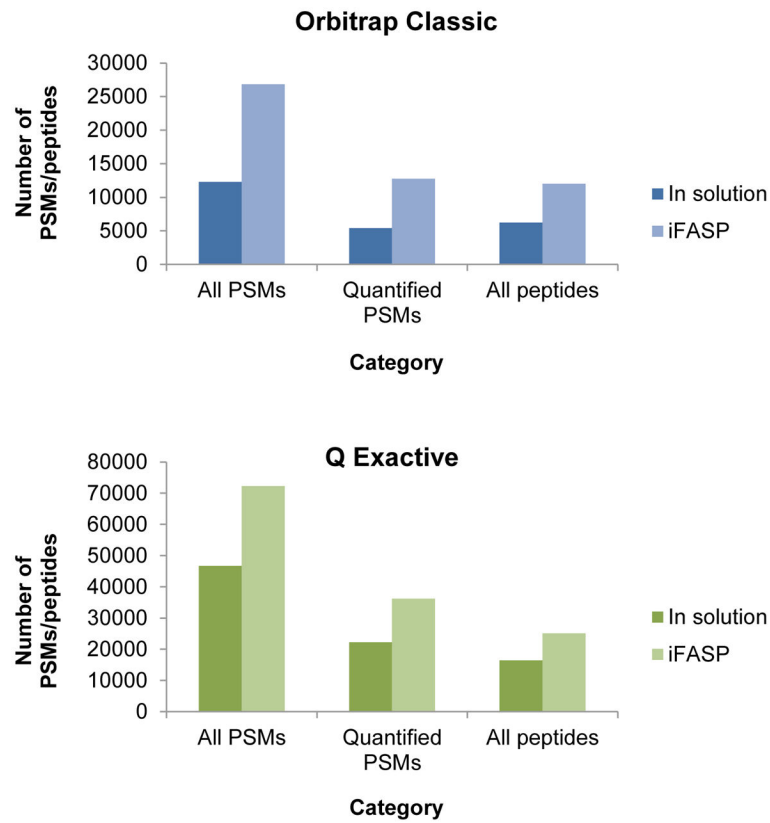 Orbitrap Classic
Number of
PSMs/peptides
30000
25000
20000
15000
10000
5000
0
All PSMs
Quantified
PSMs
All peptides
Category
In solution
iFASP
Q Exactive
Number of
PSMs/peptides
80000
70000
60000
50000
40000
30000
20000
10000
0
All PSMs
Quantified
PSMs
All peptides
Category
In solution
iFASP